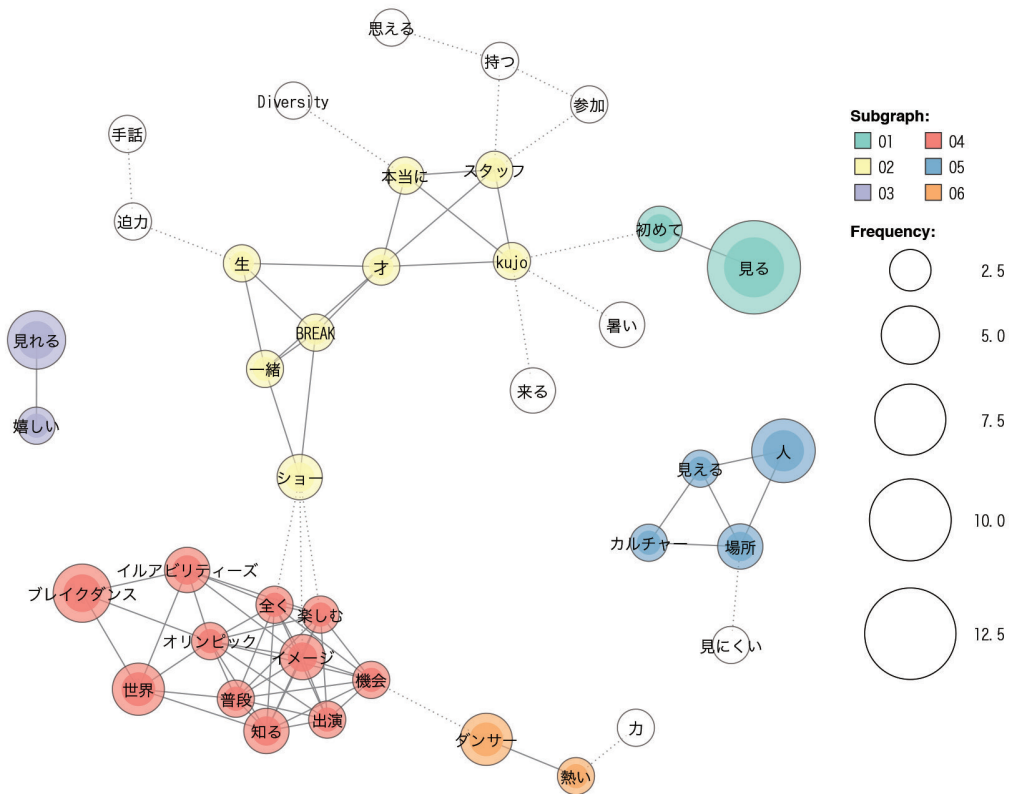 思える
持つ
Diversity
参加
手話
本当に
スタッフ
迫力
初めて
生
才
kujo
見る
見れる
BREAK
暑い
一緒
来る
嬉しい
人
見える
ショー
カルチャー
場所
イルアビリティーズ
ブレイクダンス
全く
楽しむ
オリンピック
イメージ
見にくい
世界
普段
機会
知る
出演
ダンサー
力
熱い
Subgraph:
01
04
02
05
03
06
Frequency:
2.5
5.0
7.5
10.0
12.5